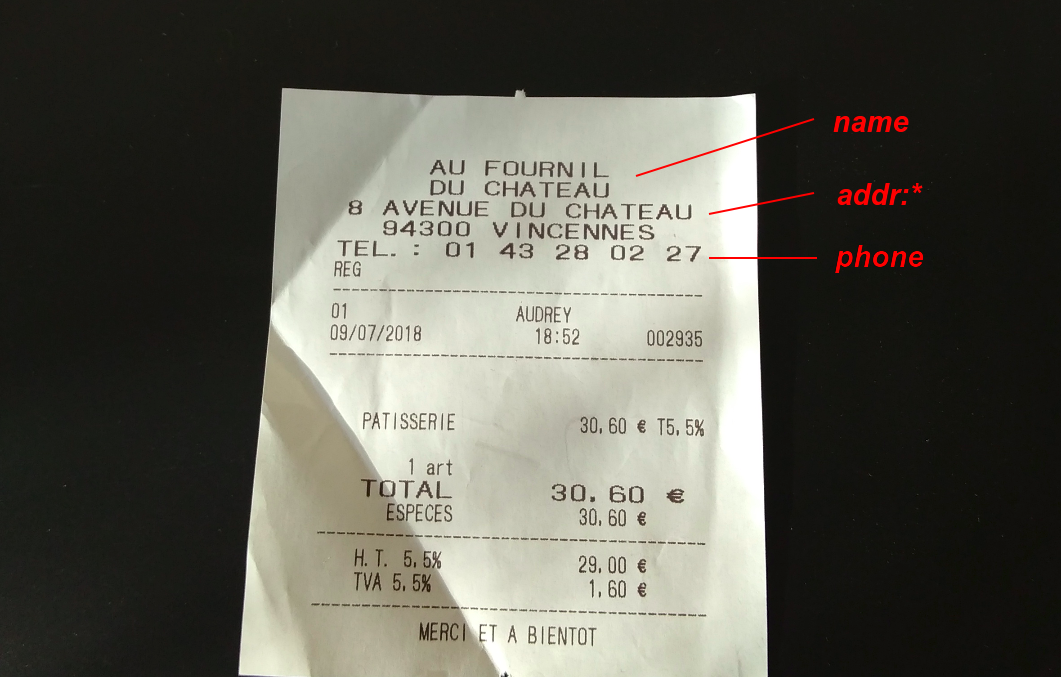 AU FOURNIL
DU CHATEAU
8 AVENUE DU CHATEAU
94300 VINCENNES
TEL. : 01 43 28 02 27
REG
01 AUDREY
09/07/2018 18:52 002935
PATISSERIE 30,60 € T5,5%
1 art
TOTAL 30.60 €
ESPECES 30,60 €
H.T. 5,5% 29,00 €
TVA 5,5% 1,60 €
MERCI ET A BIENTOT
name
addr:*
phone